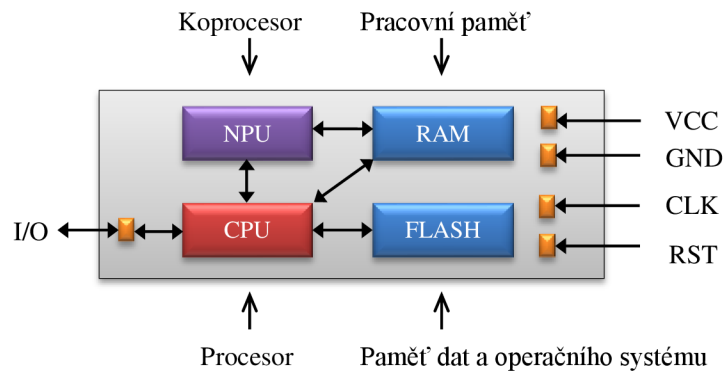 Koprocesor
Pracovní paměť
NPU
RAM
VCC
GND
CLK
I/O
CPU
FLASH
RST
Procesor
Paměť dat a operačního systému